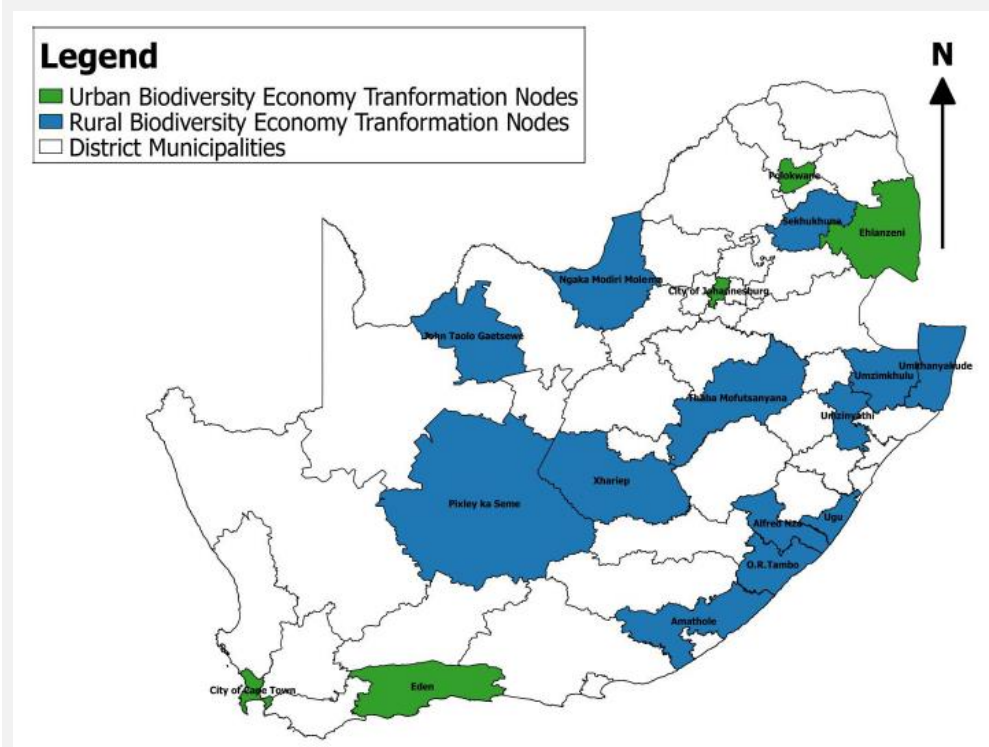 Legend
Urban Biodiversity Economy Tranformation Nodes
Rural Biodiversity Economy Tranformation Nodes
District Municipalities
N
Polokwane
Sekhukhune
Ehlanzeni
Ngaka Modiri Molema
City of Johannesburg
John Taolo Gaetsewe
Umkhanyakude
Umzimkhulu
Thabo Mofutsanyana
Umzinyathi
Xhariep
Pixley ka Seme
Ugu
Alfred Nzo
O.R.Tambo
Amathole
Eden
City of Cape Town